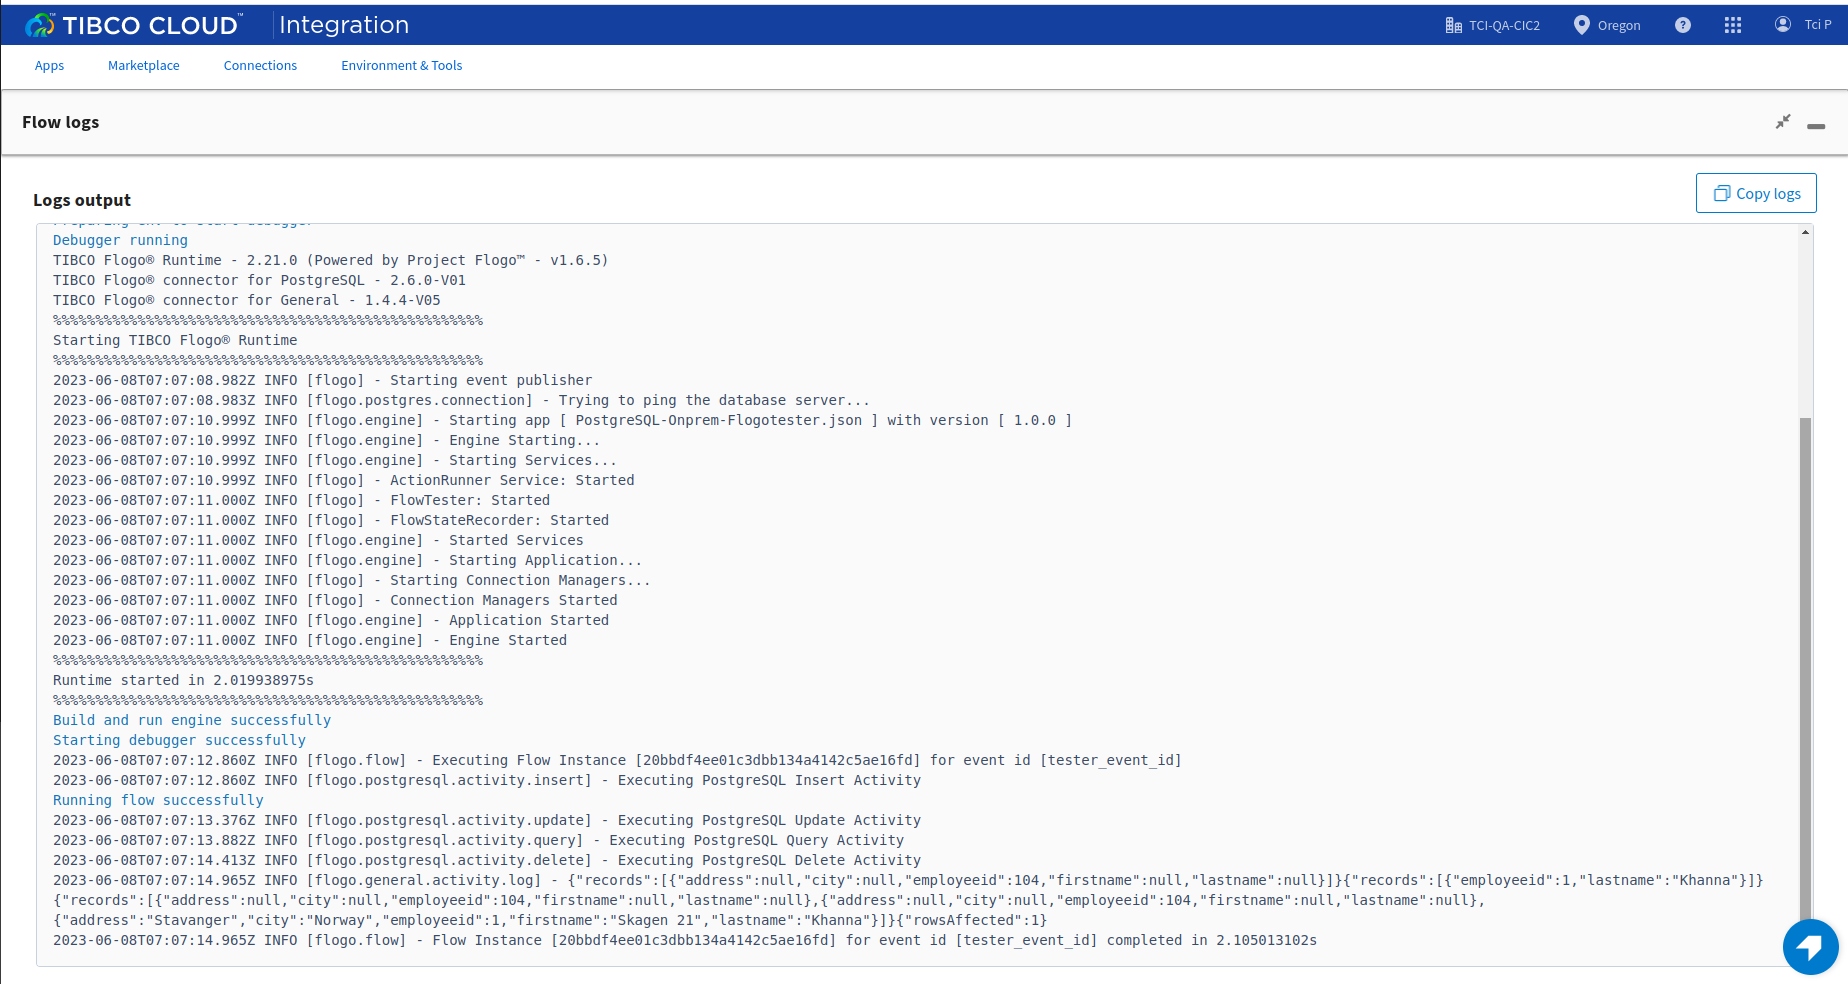 TIBCO CLOUD™ Integration
TCI-QA-CIC2 Oregon ? Tci P
Apps Marketplace Connections Environment & Tools
Flow logs
Logs output
Copy logs
Preparing env to start debugger
Debugger running
TIBCO Flogo® Runtime - 2.21.0 (Powered by Project Flogo™ - v1.6.5)
TIBCO Flogo® connector for PostgreSQL - 2.6.0-V01
TIBCO Flogo® connector for General - 1.4.4-V05
%%%%%%%%%%%%%%%%%%%%%%%%%%%%%%%%%%%%%%%%%%%%%%%%%%%
Starting TIBCO Flogo® Runtime
%%%%%%%%%%%%%%%%%%%%%%%%%%%%%%%%%%%%%%%%%%%%%%%%%%%
2023-06-08T07:07:08.982Z INFO [flogo] - Starting event publisher
2023-06-08T07:07:08.983Z INFO [flogo.postgres.connection] - Trying to ping the database server...
2023-06-08T07:07:10.999Z INFO [flogo.engine] - Starting app [ PostgreSQL-Onprem-Flogotester.json ] with version [ 1.0.0 ]
2023-06-08T07:07:10.999Z INFO [flogo.engine] - Engine Starting...
2023-06-08T07:07:10.999Z INFO [flogo.engine] - Starting Services...
2023-06-08T07:07:10.999Z INFO [flogo] - ActionRunner Service: Started
2023-06-08T07:07:11.000Z INFO [flogo] - FlowTester: Started
2023-06-08T07:07:11.000Z INFO [flogo] - FlowStateRecorder: Started
2023-06-08T07:07:11.000Z INFO [flogo.engine] - Started Services
2023-06-08T07:07:11.000Z INFO [flogo.engine] - Starting Application...
2023-06-08T07:07:11.000Z INFO [flogo] - Starting Connection Managers...
2023-06-08T07:07:11.000Z INFO [flogo] - Connection Managers Started
2023-06-08T07:07:11.000Z INFO [flogo.engine] - Application Started
2023-06-08T07:07:11.000Z INFO [flogo.engine] - Engine Started
%%%%%%%%%%%%%%%%%%%%%%%%%%%%%%%%%%%%%%%%%%%%%%%%%%%
Runtime started in 2.019938975s
%%%%%%%%%%%%%%%%%%%%%%%%%%%%%%%%%%%%%%%%%%%%%%%%%%%
Build and run engine successfully
Starting debugger successfully
2023-06-08T07:07:12.860Z INFO [flogo.flow] - Executing Flow Instance [20bbdf4ee01c3dbb134a4142c5ae16fd] for event id [tester_event_id]
2023-06-08T07:07:12.860Z INFO [flogo.postgresql.activity.insert] - Executing PostgreSQL Insert Activity
Running flow successfully
2023-06-08T07:07:13.376Z INFO [flogo.postgresql.activity.update] - Executing PostgreSQL Update Activity
2023-06-08T07:07:13.882Z INFO [flogo.postgresql.activity.query] - Executing PostgreSQL Query Activity
2023-06-08T07:07:14.413Z INFO [flogo.postgresql.activity.delete] - Executing PostgreSQL Delete Activity
2023-06-08T07:07:14.965Z INFO [flogo.general.activity.log] - {"records":[{"address":null,"city":null,"employeeid":104,"firstname":null,"lastname":null}]}{"records":[{"employeeid":1,"lastname":"Khanna"}]}
{"records":[{"address":null,"city":null,"employeeid":104,"firstname":null,"lastname":null},{"address":null,"city":null,"employeeid":104,"firstname":null,"lastname":null},
{"address":"Stavanger","city":"Norway","employeeid":1,"firstname":"Skagen 21","lastname":"Khanna"}]}{"rowsAffected":1}
2023-06-08T07:07:14.965Z INFO [flogo.flow] - Flow Instance [20bbdf4ee01c3dbb134a4142c5ae16fd] for event id [tester_event_id] completed in 2.105013102s